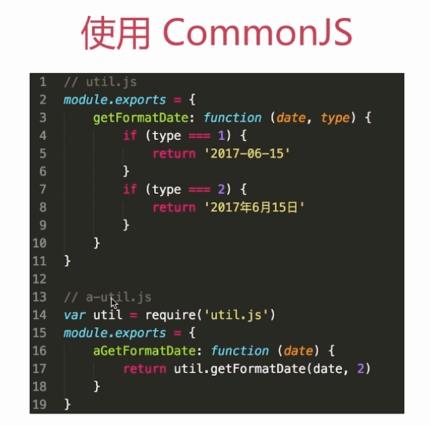 使用 CommonJS
1 // util.js
2 module.exports = {
3     getFormatDate: function (date, type) {
4         if (type === 1) {
5             return '2017-06-15'
6         }
7         if (type === 2) {
8             return '2017年6月15日'
9         }
10     }
11 }
12
13 // a-util.js
14 var util = require('util.js')
15 module.exports = {
16     aGetFormatDate: function (date) {
17         return util.getFormatDate(date, 2)
18     }
19 }